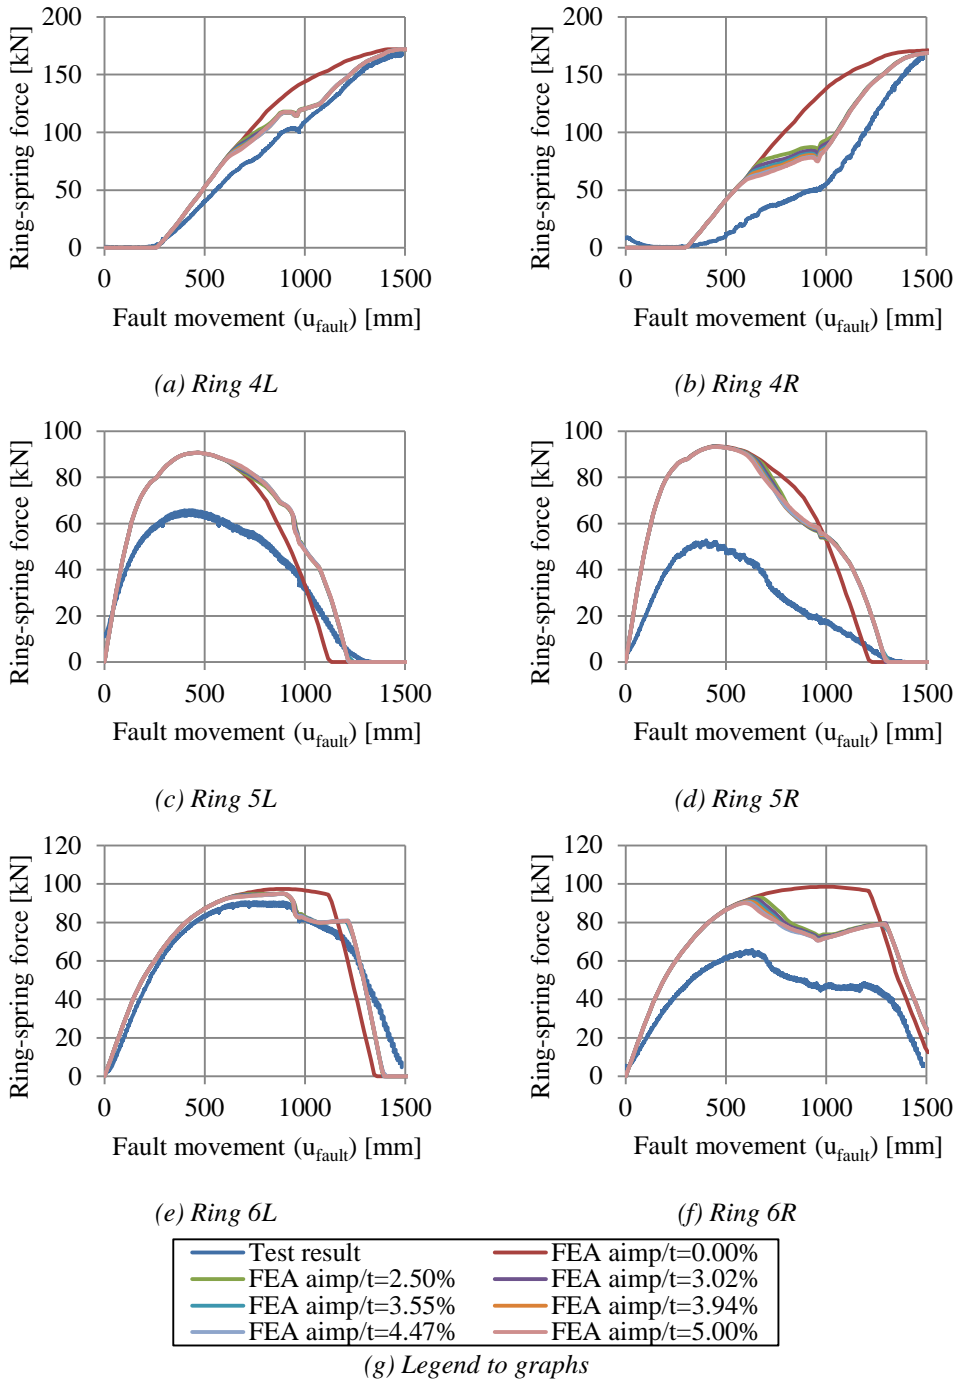 Ring-spring force [kN]
200
150
100
50
0
0 500 1000 1500
Fault movement (u_fault) [mm]
(a) Ring 4L
Ring-spring force [kN]
200
150
100
50
0
0 500 1000 1500
Fault movement (u_fault) [mm]
(b) Ring 4R
Ring-spring force [kN]
100
80
60
40
20
0
0 500 1000 1500
Fault movement (u_fault) [mm]
(c) Ring 5L
Ring-spring force [kN]
100
80
60
40
20
0
0 500 1000 1500
Fault movement (u_fault) [mm]
(d) Ring 5R
Ring-spring force [kN]
120
100
80
60
40
20
0
0 500 1000 1500
Fault movement (u_fault) [mm]
(e) Ring 6L
Ring-spring force [kN]
120
100
80
60
40
20
0
0 500 1000 1500
Fault movement (u_fault) [mm]
(f) Ring 6R
Test result
FEA aimp/t=0.00%
FEA aimp/t=2.50%
FEA aimp/t=3.02%
FEA aimp/t=3.55%
FEA aimp/t=3.94%
FEA aimp/t=4.47%
FEA aimp/t=5.00%
(g) Legend to graphs